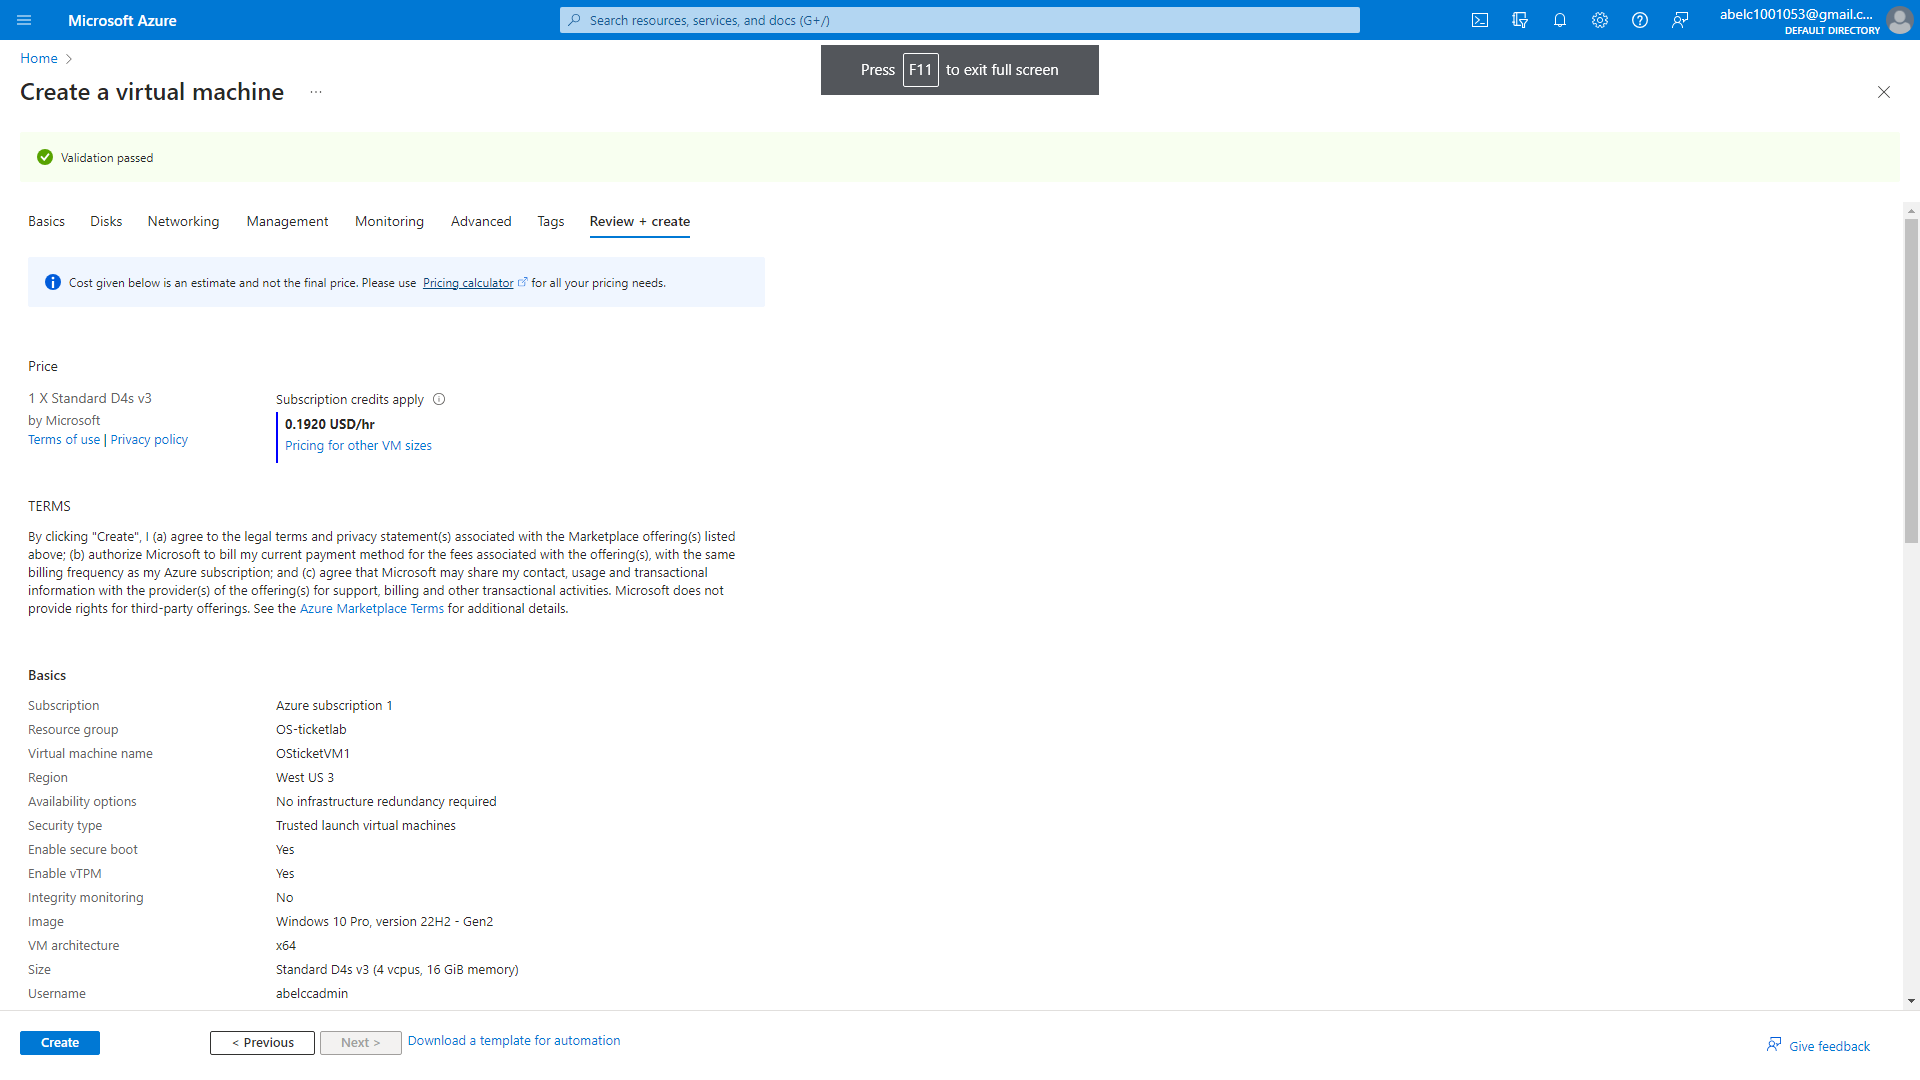 Microsoft Azure
Search resources, services, and docs (G+/)
abelc1001053@gmail.c...
DEFAULT DIRECTORY
Home
Press F11 to exit full screen
Create a virtual machine ...
Validation passed
Basics Disks Networking Management Monitoring Advanced Tags Review + create
Cost given below is an estimate and not the final price. Please use Pricing calculator for all your pricing needs.
Price
1 X Standard D4s v3
by Microsoft
Terms of use | Privacy policy
Subscription credits apply
0.1920 USD/hr
Pricing for other VM sizes
TERMS
By clicking "Create", I (a) agree to the legal terms and privacy statement(s) associated with the Marketplace offering(s) listed
above; (b) authorize Microsoft to bill my current payment method for the fees associated with the offering(s), with the same
billing frequency as my Azure subscription; and (c) agree that Microsoft may share my contact, usage and transactional
information with the provider(s) of the offering(s) for support, billing and other transactional activities. Microsoft does not
provide rights for third-party offerings. See the Azure Marketplace Terms for additional details.
Basics
Subscription Azure subscription 1
Resource group OS-ticketlab
Virtual machine name OSticketVM1
Region West US 3
Availability options No infrastructure redundancy required
Security type Trusted launch virtual machines
Enable secure boot Yes
Enable vTPM Yes
Integrity monitoring No
Image Windows 10 Pro, version 22H2 - Gen2
VM architecture x64
Size Standard D4s v3 (4 vcpus, 16 GiB memory)
Username abelccadmin
Create < Previous Next > Download a template for automation
Give feedback